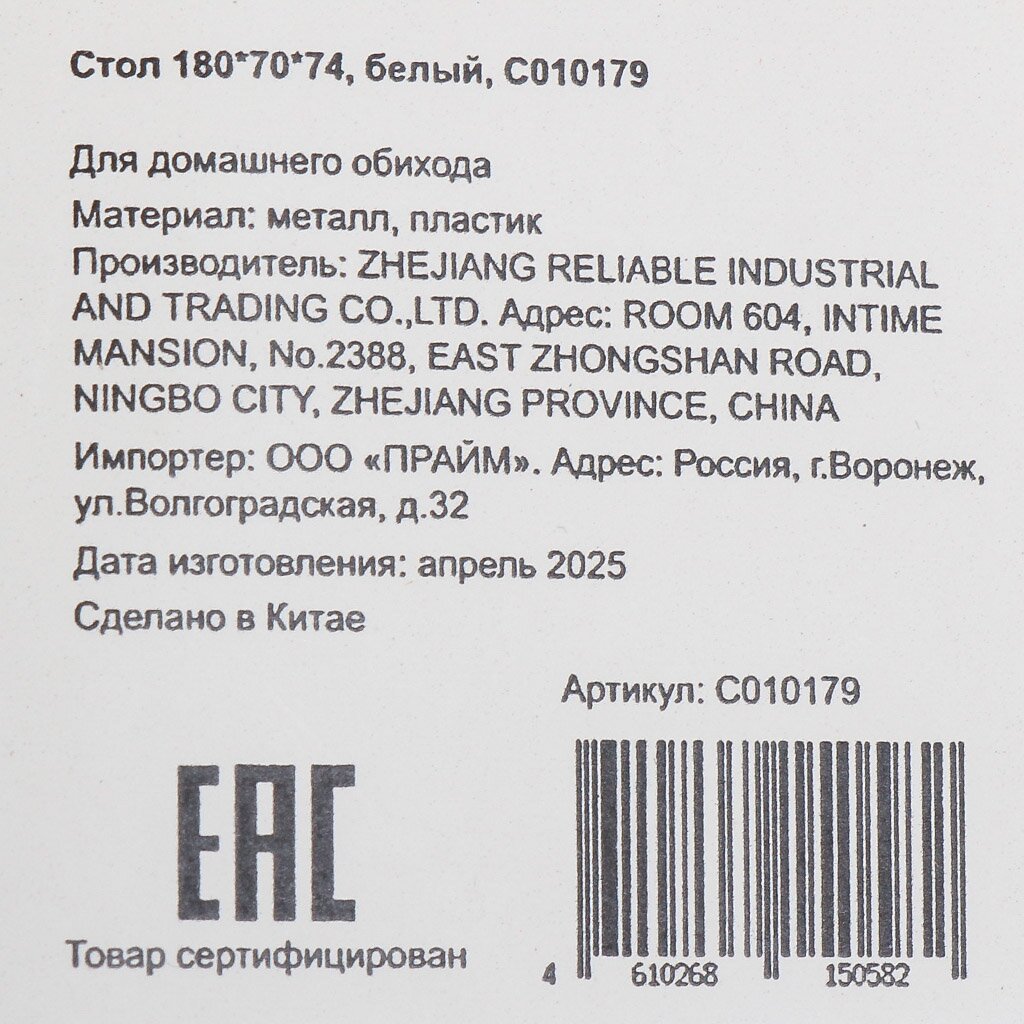 Стол 180*70*74, белый, С010179
Для домашнего обихода
Материал: металл, пластик
Производитель: ZHEJIANG RELIABLE INDUSTRIAL
AND TRADING CO.,LTD. Адрес: ROOM 604, INTIME
MANSION, No.2388, EAST ZHONGSHAN ROAD,
NINGBO CITY, ZHEJIANG PROVINCE, CHINA
Импортер: ООО «ПРАЙМ». Адрес: Россия, г.Воронеж,
ул.Волгоградская, д.32
Дата изготовления: апрель 2025
Сделано в Китае
Артикул: С010179
EAC
Товар сертифицирован
4 610268 150582